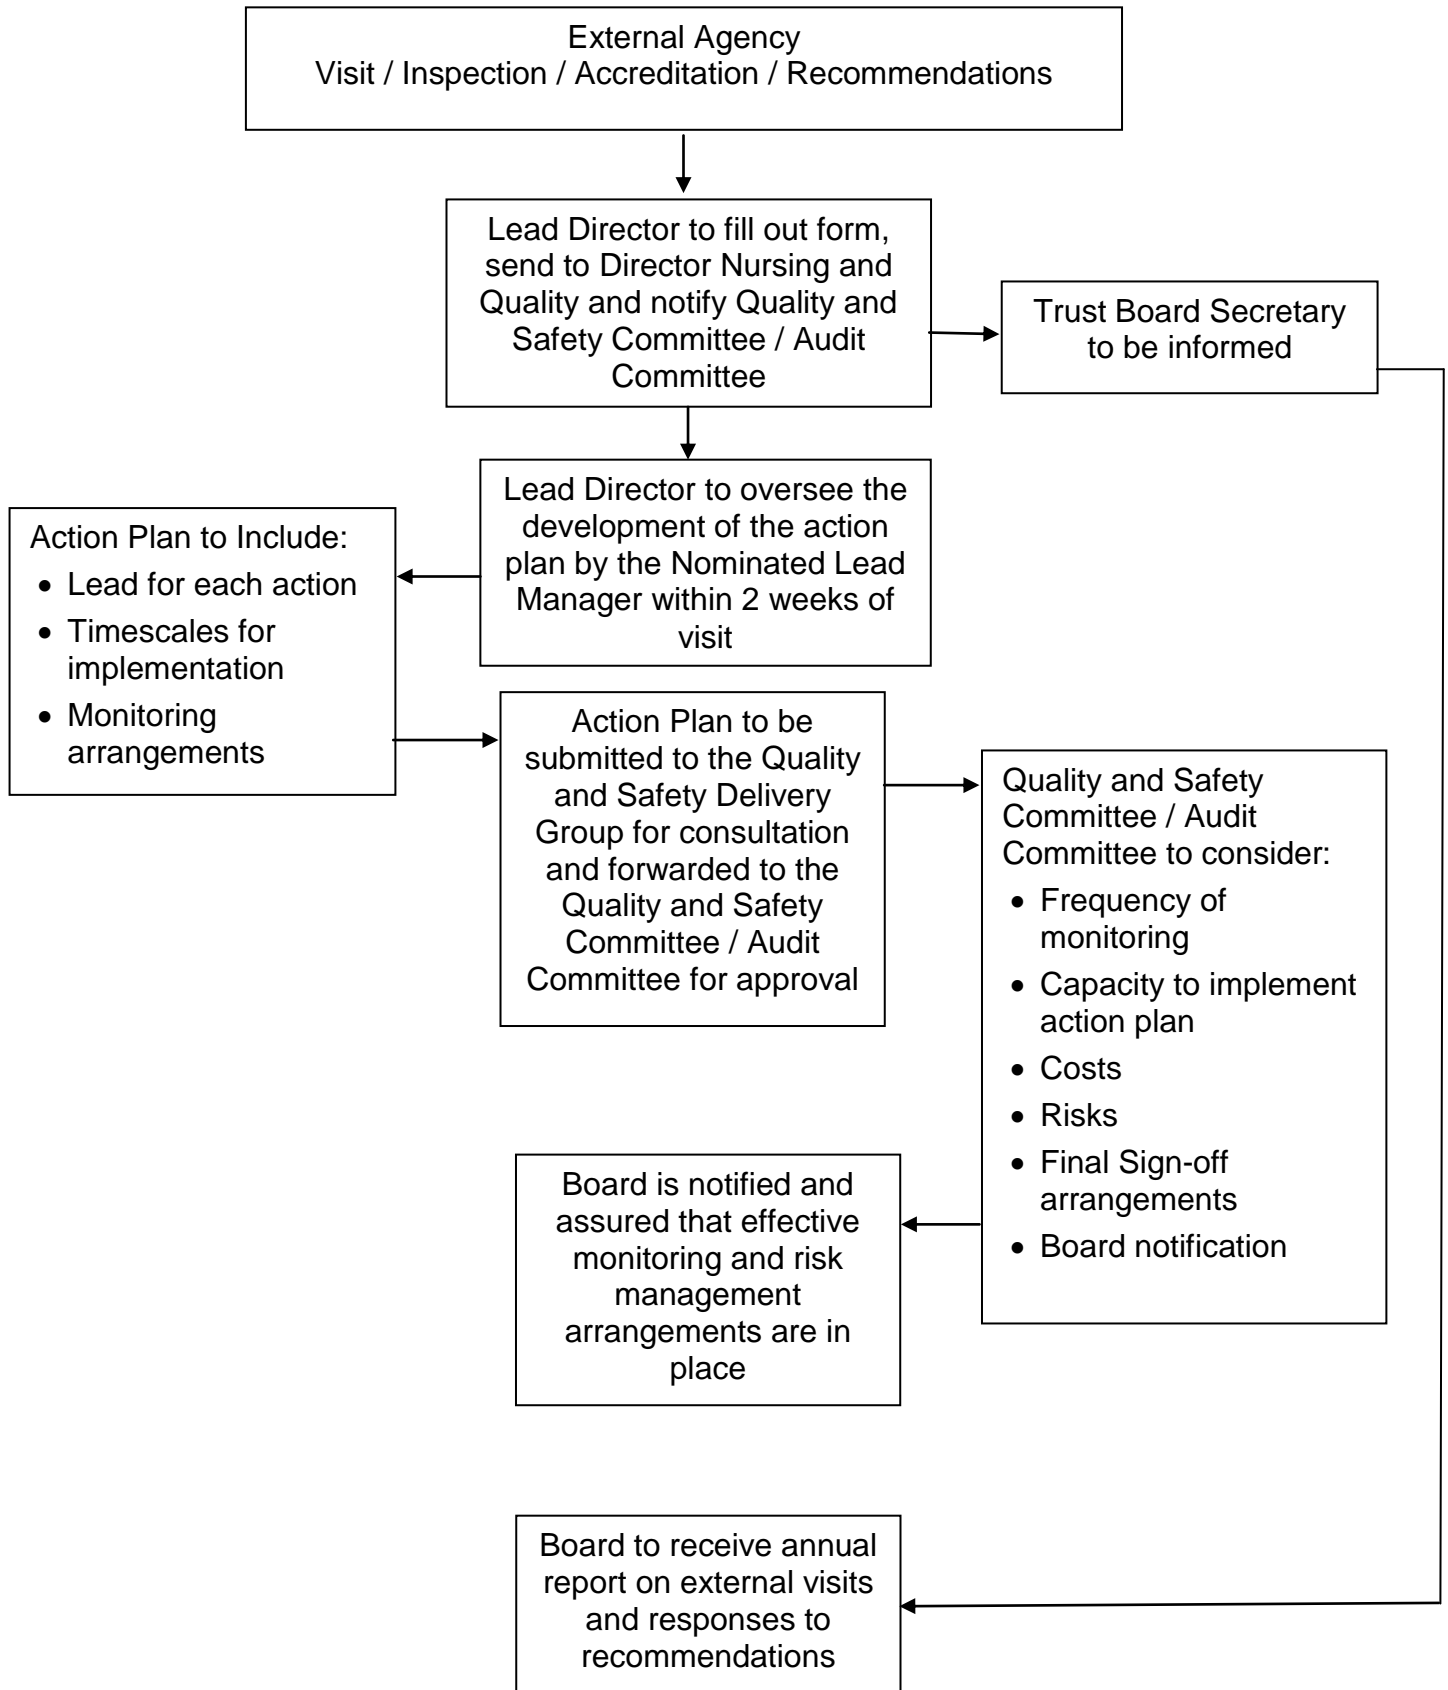 External Agency
Visit / Inspection / Accreditation / Recommendations
Lead Director to fill out form,
send to Director Nursing and
Quality and notify Quality and
Safety Committee / Audit
Committee
Trust Board Secretary
to be informed
Lead Director to oversee the
development of the action
plan by the Nominated Lead
Manager within 2 weeks of
visit
Action Plan to Include:
• Lead for each action
• Timescales for
implementation
• Monitoring
arrangements
Action Plan to be
submitted to the Quality
and Safety Delivery
Group for consultation
and forwarded to the
Quality and Safety
Committee / Audit
Committee for approval
Quality and Safety
Committee / Audit
Committee to consider:
• Frequency of
monitoring
• Capacity to implement
action plan
• Costs
• Risks
• Final Sign-off
arrangements
• Board notification
Board is notified and
assured that effective
monitoring and risk
management
arrangements are in
place
Board to receive annual
report on external visits
and responses to
recommendations